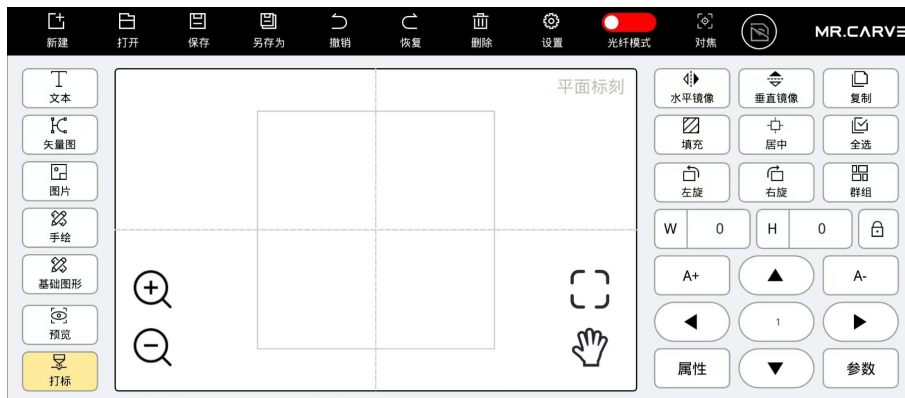 新建 打开 保存 另存为 撤销 恢复 删除 设置 光纤模式 对焦 MR.CARVE
文本
矢量图
图片
手绘
基础图形
预览
打标
平面标刻
水平镜像 垂直镜像 复制
填充 居中 全选
左旋 右旋 群组
W 0 H 0
A+ A-
1
属性 参数